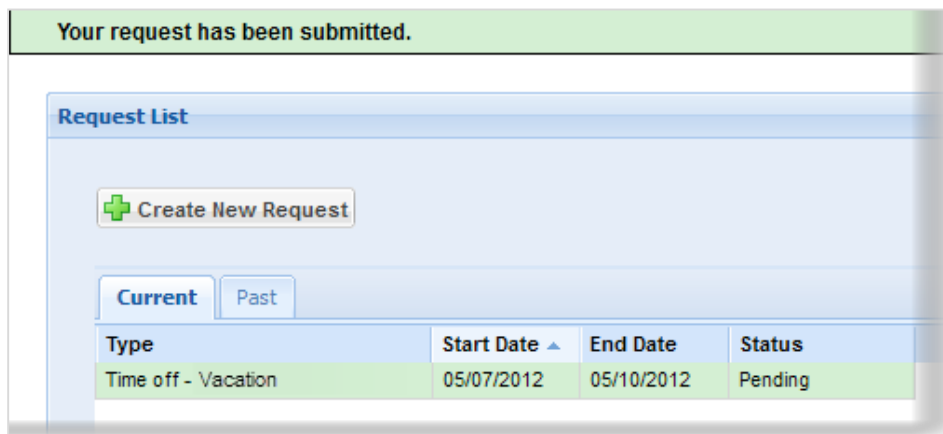 Your request has been submitted.
Request List
Create New Request
Current Past
Type Start Date End Date Status
Time off - Vacation 05/07/2012 05/10/2012 Pending